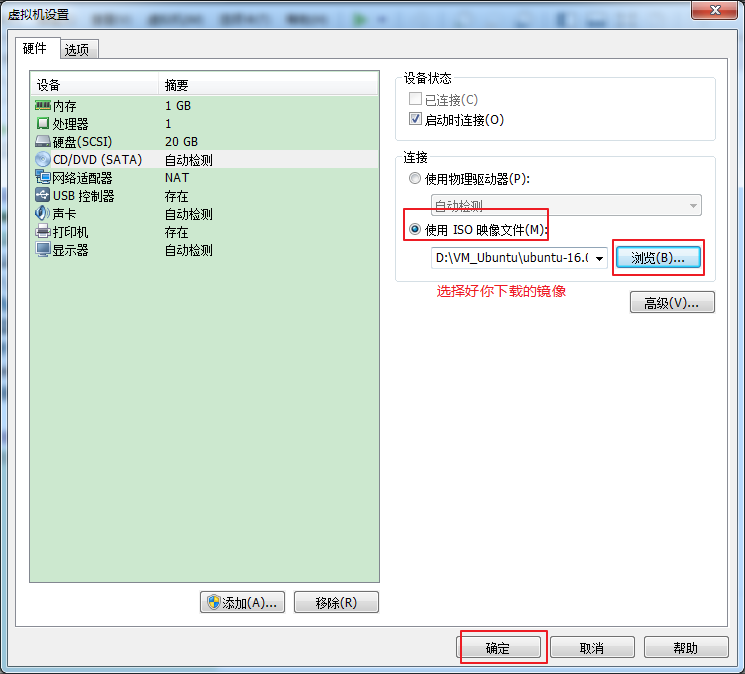 虚拟机设置
硬件 选项
设备 摘要
内存 1 GB
处理器 1
硬盘(SCSI) 20 GB
CD/DVD (SATA) 自动检测
网络适配器 NAT
USB 控制器 存在
声卡 自动检测
打印机 存在
显示器 自动检测
添加(A)... 移除(R)
设备状态
已连接(C)
启动时连接(O)
连接
使用物理驱动器(P):
自动检测
使用 ISO 映像文件(M):
D:\VM_Ubuntu\ubuntu-16.0 浏览(B)...
选择好你下载的镜像
高级(V)...
确定 取消 帮助